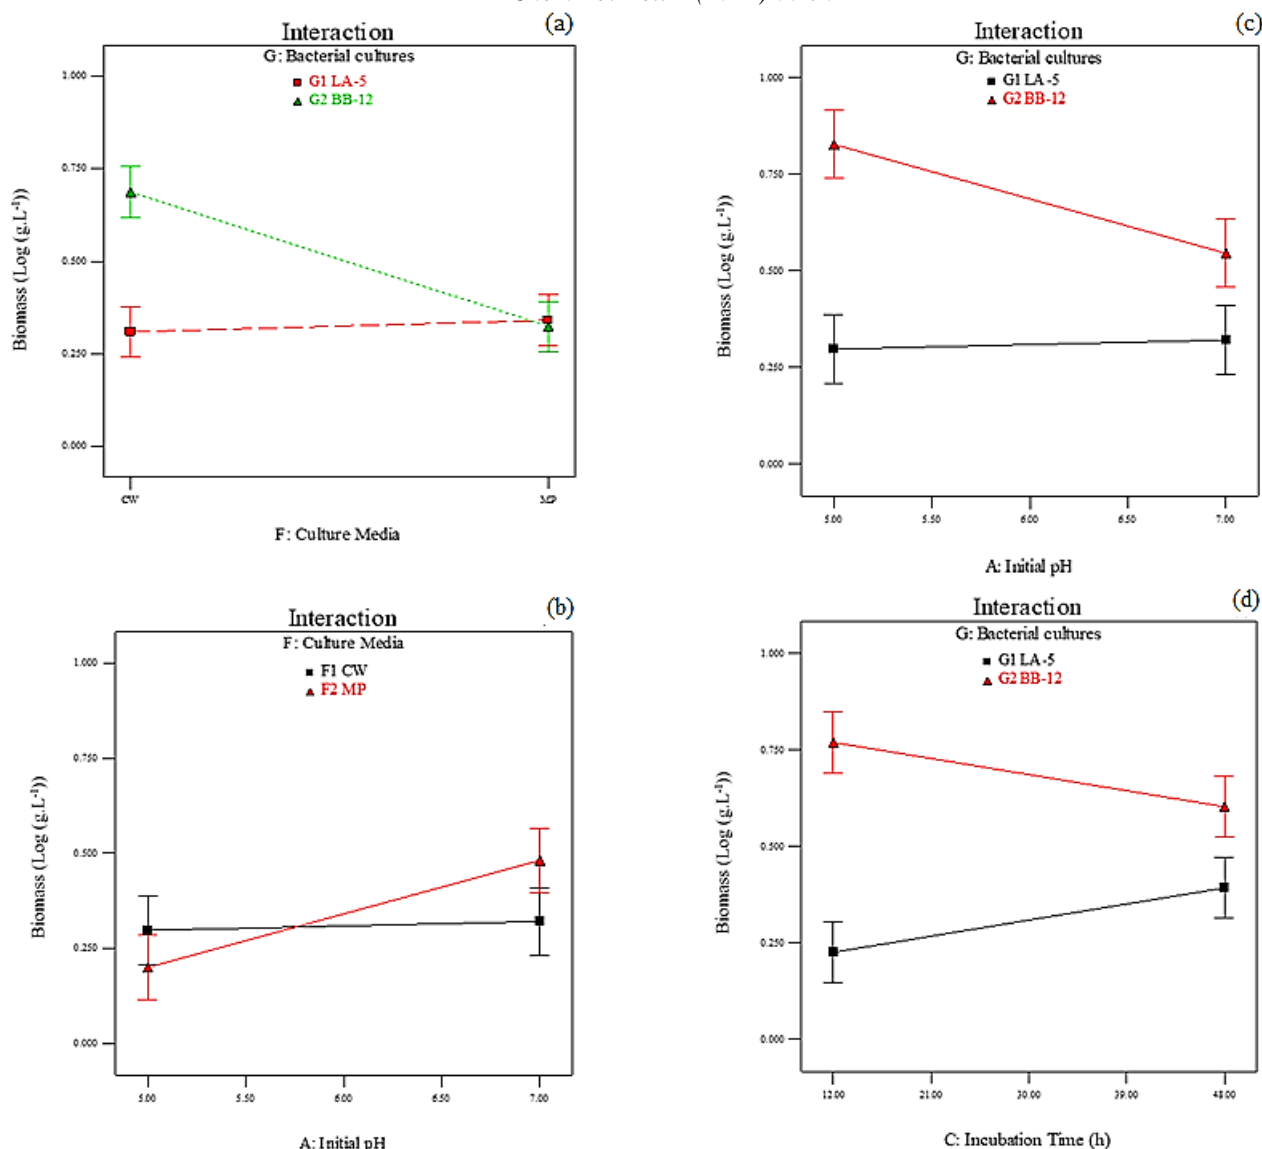 Interaction
(a)
G: Bacterial cultures
G1 LA-5
G2 BB-12
1.000
0.750
0.500
0.250
0.000
Biomass (Log (g.L-1))
CW
MP
F: Culture Media
Interaction
(c)
G: Bacterial cultures
G1 LA-5
G2 BB-12
1.000
0.750
0.500
0.250
0.000
Biomass (Log (g.L-1))
5.00 5.50 6.00 6.50 7.00
A: Initial pH
Interaction
(b)
F: Culture Media
F1 CW
F2 MP
1.000
0.750
0.500
0.250
0.000
Biomass (Log (g.L-1))
5.00 5.50 6.00 6.50 7.00
A: Initial pH
Interaction
(d)
G: Bacterial cultures
G1 LA-5
G2 BB-12
1.000
0.750
0.500
0.250
0.000
Biomass (Log (g.L-1))
12.00 21.00 30.00 39.00 48.00
C: Incubation Time (h)